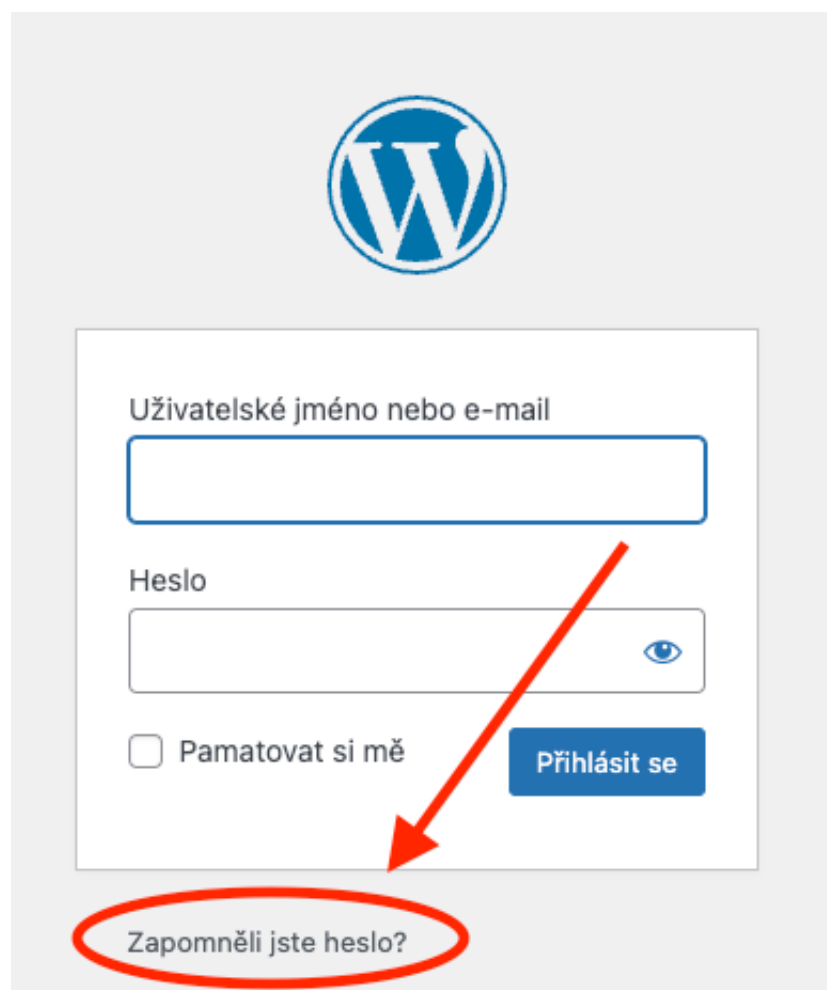 Uživatelské jméno nebo e-mail
Heslo
Pamatovat si mě
Přihlásit se
Zapomněli jste heslo?